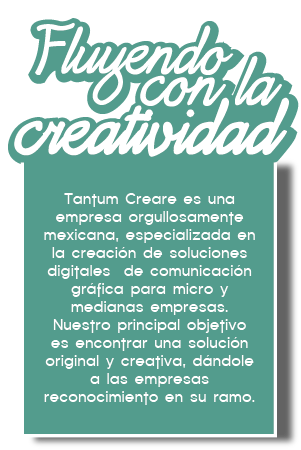 Fluyendo
con la
creatividad
Tantum Creare es una
empresa orgullosamente
mexicana, especializada en
la creación de soluciones
digitales de comunicación
gráfica para micro y
medianas empresas.
Nuestro principal objetivo
es encontrar una solución
original y creativa, dándole
a las empresas
reconocimiento en su ramo.